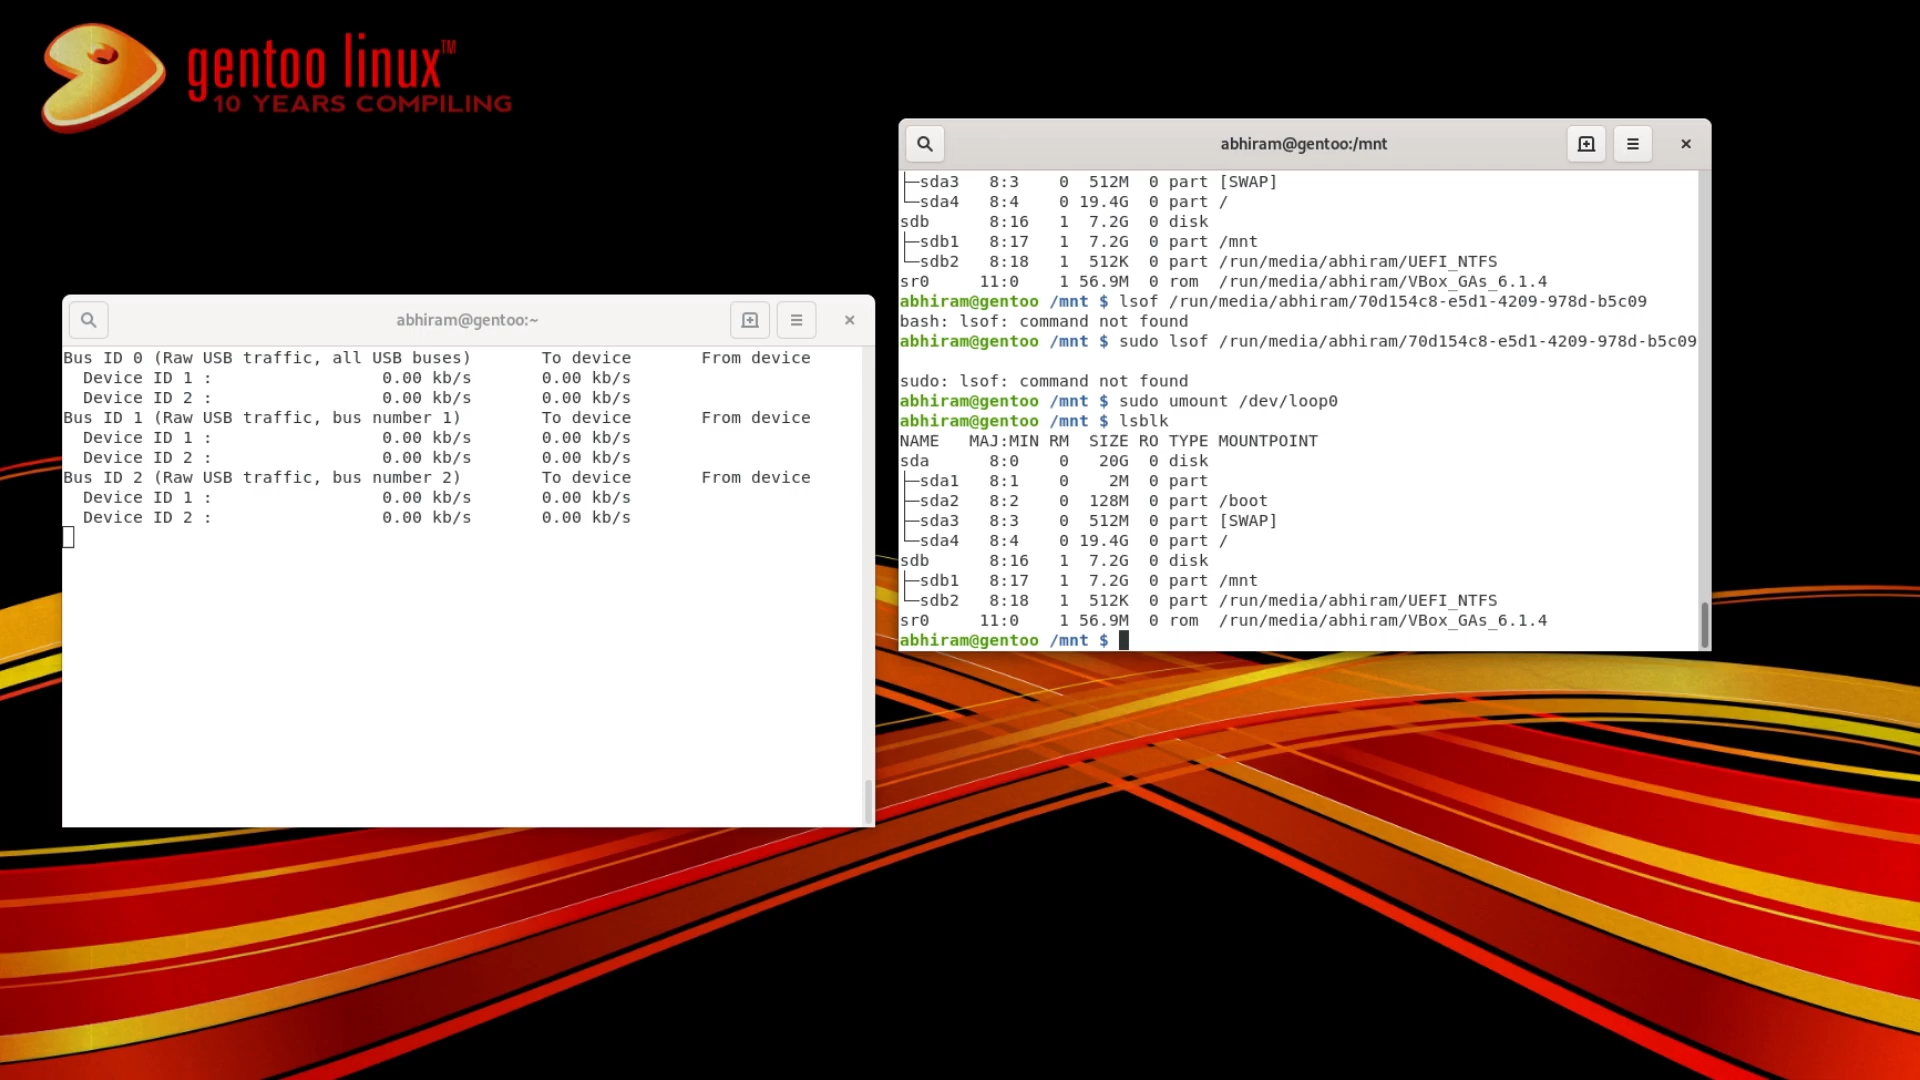 gentoo linux™
10 YEARS COMPILING
abhiram@gentoo:~
Bus ID 0 (Raw USB traffic, all USB buses)       To device       From device
  Device ID 1 :                 0.00 kb/s       0.00 kb/s
  Device ID 2 :                 0.00 kb/s       0.00 kb/s
Bus ID 1 (Raw USB traffic, bus number 1)        To device       From device
  Device ID 1 :                 0.00 kb/s       0.00 kb/s
  Device ID 2 :                 0.00 kb/s       0.00 kb/s
Bus ID 2 (Raw USB traffic, bus number 2)        To device       From device
  Device ID 1 :                 0.00 kb/s       0.00 kb/s
  Device ID 2 :                 0.00 kb/s       0.00 kb/s
abhiram@gentoo:/mnt
├─sda3   8:3    0  512M  0 part [SWAP]
└─sda4   8:4    0 19.4G  0 part /
sdb      8:16   1  7.2G  0 disk
├─sdb1   8:17   1  7.2G  0 part /mnt
└─sdb2   8:18   1  512K  0 part /run/media/abhiram/UEFI_NTFS
sr0     11:0    1 56.9M  0 rom  /run/media/abhiram/VBox_GAs_6.1.4
abhiram@gentoo /mnt $ lsof /run/media/abhiram/70d154c8-e5d1-4209-978d-b5c09
bash: lsof: command not found
abhiram@gentoo /mnt $ sudo lsof /run/media/abhiram/70d154c8-e5d1-4209-978d-b5c09
sudo: lsof: command not found
abhiram@gentoo /mnt $ sudo umount /dev/loop0
abhiram@gentoo /mnt $ lsblk
NAME   MAJ:MIN RM  SIZE RO TYPE MOUNTPOINT
sda      8:0    0   20G  0 disk
├─sda1   8:1    0    2M  0 part
├─sda2   8:2    0  128M  0 part /boot
├─sda3   8:3    0  512M  0 part [SWAP]
└─sda4   8:4    0 19.4G  0 part /
sdb      8:16   1  7.2G  0 disk
├─sdb1   8:17   1  7.2G  0 part /mnt
└─sdb2   8:18   1  512K  0 part /run/media/abhiram/UEFI_NTFS
sr0     11:0    1 56.9M  0 rom  /run/media/abhiram/VBox_GAs_6.1.4
abhiram@gentoo /mnt $